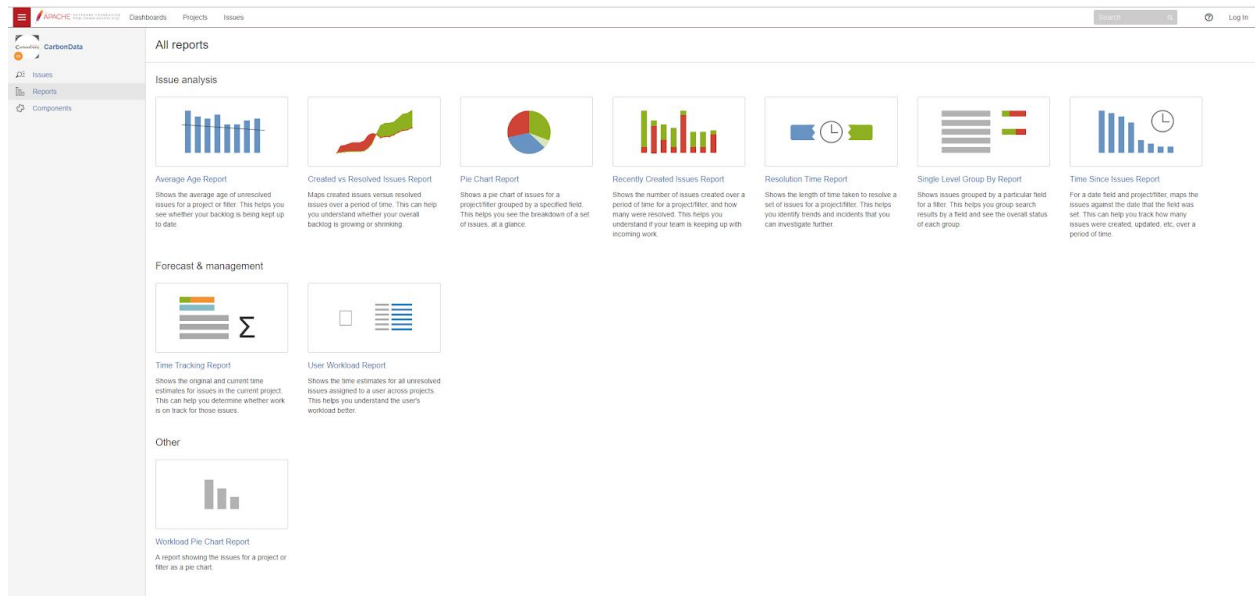 APACHE SOFTWARE FOUNDATION
Dashboards Projects Issues
Search
Log In
CarbonData
Issues
Reports
Components
All reports
Issue analysis
Average Age Report
Shows the average age of unresolved
issues for a project or filter. This helps you
see whether your backlog is being kept up
to date.
Created vs Resolved Issues Report
Maps created issues versus resolved
issues over a period of time. This can help
you understand whether your overall
backlog is growing or shrinking.
Pie Chart Report
Shows a pie chart of issues for a
project/filter grouped by a specified field.
This helps you see the breakdown of a set
of issues, at a glance.
Recently Created Issues Report
Shows the number of issues created over a
period of time for a project/filter, and how
many were resolved. This helps you
understand if your team is keeping up with
incoming work.
Resolution Time Report
Shows the length of time taken to resolve a
set of issues for a project/filter. This helps
you identify trends and incidents that you
can investigate further.
Single Level Group By Report
Shows issues grouped by a particular field
for a filter. This helps you group search
results by a field and see the overall status
of each group.
Time Since Issues Report
For a date field and project/filter, maps the
issues against the date that the field was
set. This can help you track how many
issues were created, updated, etc, over a
period of time.
Forecast & management
Σ
Time Tracking Report
Shows the original and current time
estimates for issues in the current project.
This can help you determine whether work
is on track for those issues.
User Workload Report
Shows the time estimates for all unresolved
issues assigned to a user across projects.
This helps you understand the user's
workload better.
Other
Workload Pie Chart Report
A report showing the issues for a project or
filter as a pie chart.